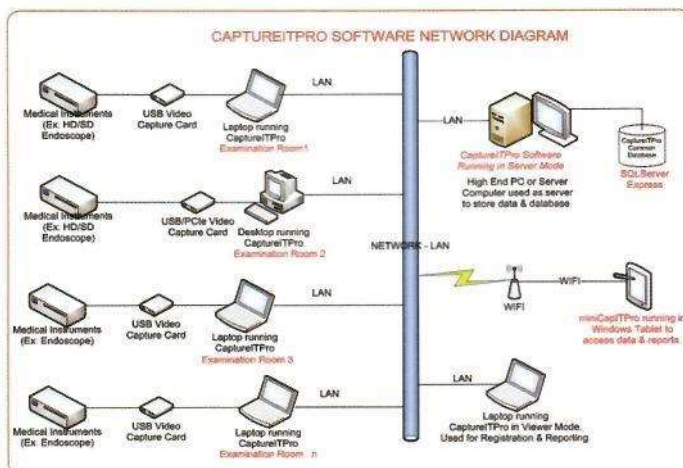 CAPTUREITPRO SOFTWARE NETWORK DIAGRAM
Medical Instruments
(Ex: HD/SD
Endoscope)
USB Video
Capture Card
Laptop running
CaptureITPro
Examination Room1
LAN
Medical Instruments
(Ex: HD/SD
Endoscope)
USB/PCIe Video
Capture Card
Desktop running
CaptureITPro
Examination Room 2
LAN
Medical Instruments
(Ex: Endoscope)
USB Video
Capture Card
Laptop running
CaptureITPro
Examination Room 3
LAN
Medical Instruments
(Ex: Endoscope)
USB Video
Capture Card
Laptop running
CaptureITPro
Examination Room . n
LAN
NETWORK - LAN
LAN
CaptureITPro Software
Running in Server Mode
High End PC or Server
Computer used as server
to store data & database
CaptureITPro
Common
Database
SQLServer
Express
WIFI
WIFI
miniCapITPro running in
Windows Tablet to
access data & reports.
LAN
Laptop running
CaptureITPro in Viewer Mode.
Used for Registration & Reporting